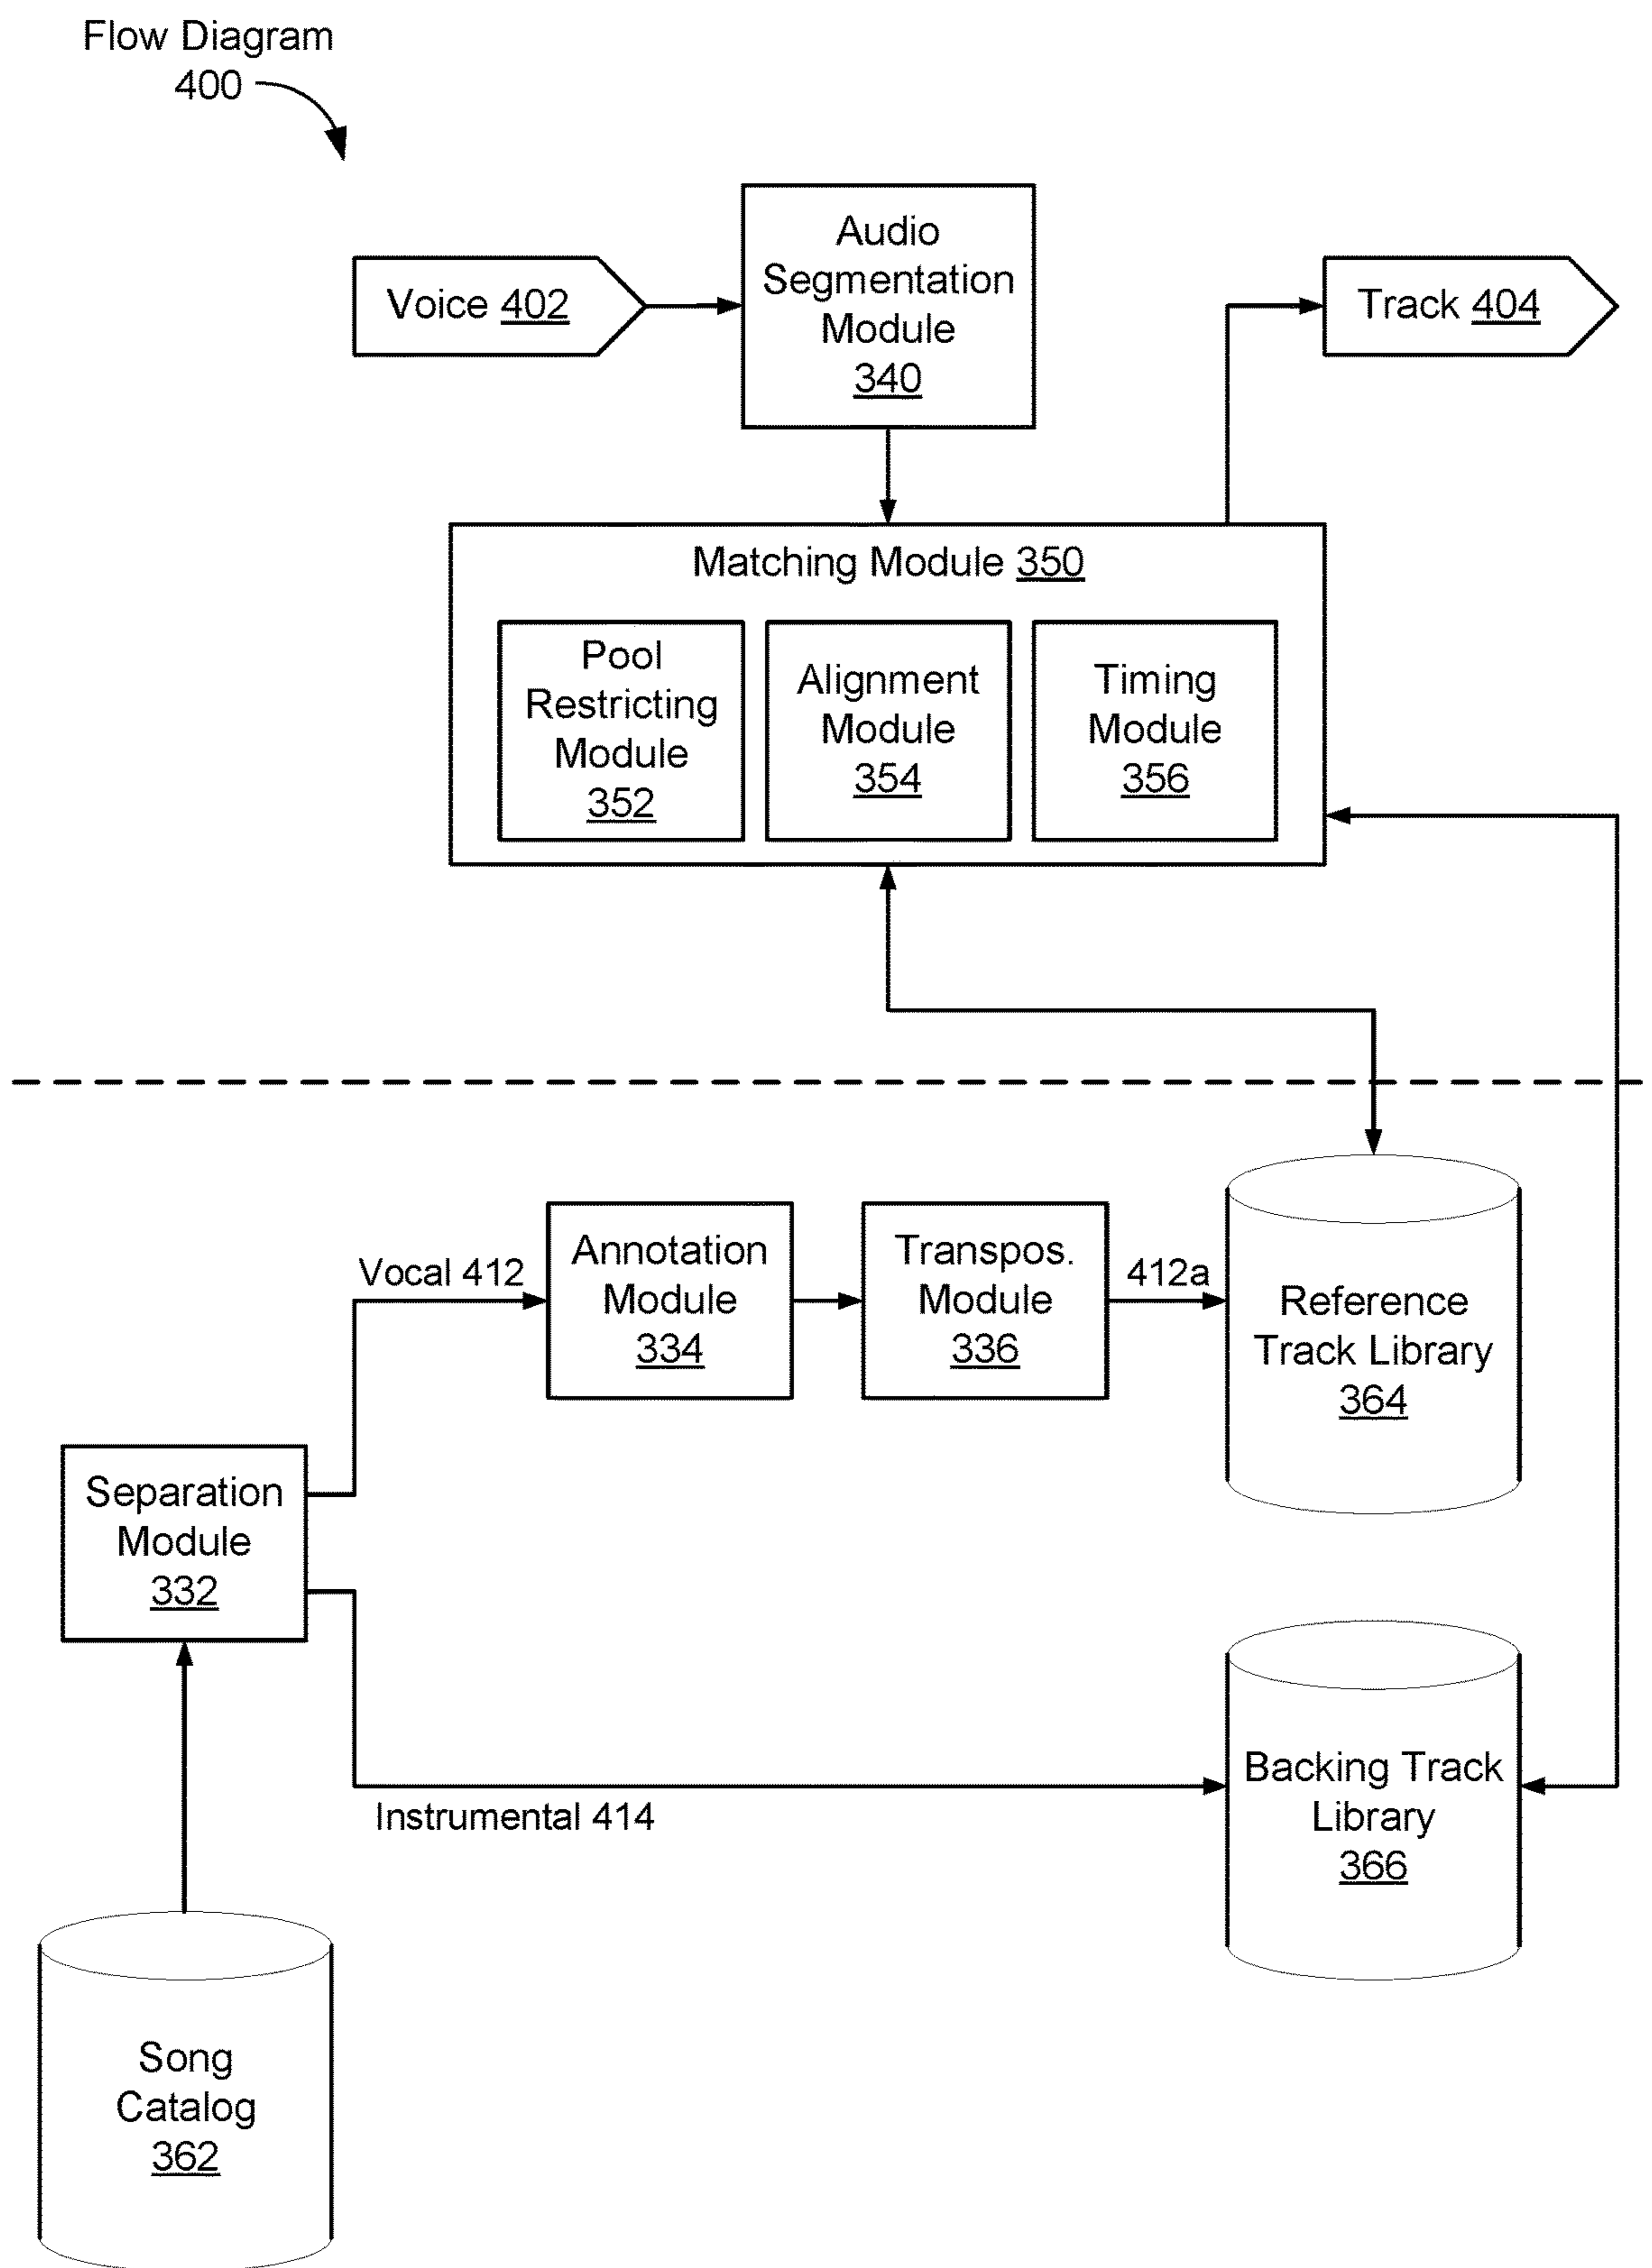 Flow Diagram
400
Voice 402
Audio
Segmentation
Module
340
Track 404
Matching Module 350
Pool
Restricting
Module
352
Alignment
Module
354
Timing
Module
356
Vocal 412
Annotation
Module
334
Transpos.
Module
336
412a
Reference
Track Library
364
Separation
Module
332
Instrumental 414
Backing Track
Library
366
Song
Catalog
362